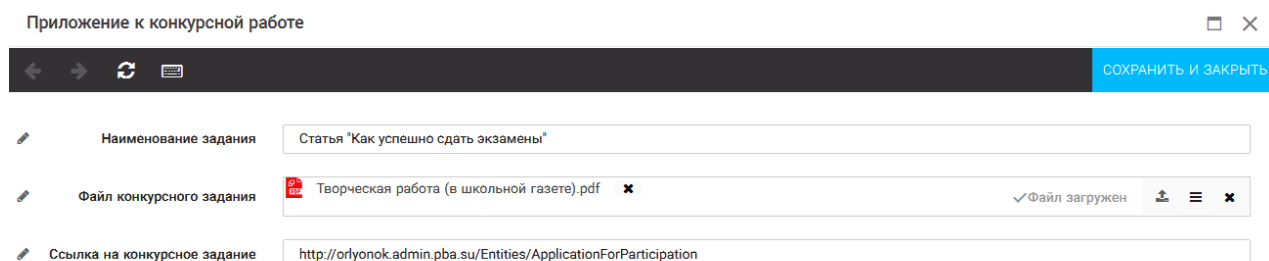 Приложение к конкурсной работе
СОХРАНИТЬ И ЗАКРЫТЬ
Наименование задания Статья "Как успешно сдать экзамены"
Файл конкурсного задания Творческая работа (в школьной газете).pdf Файл загружен
Ссылка на конкурсное задание http://orlyonok.admin.pba.su/Entities/ApplicationForParticipation